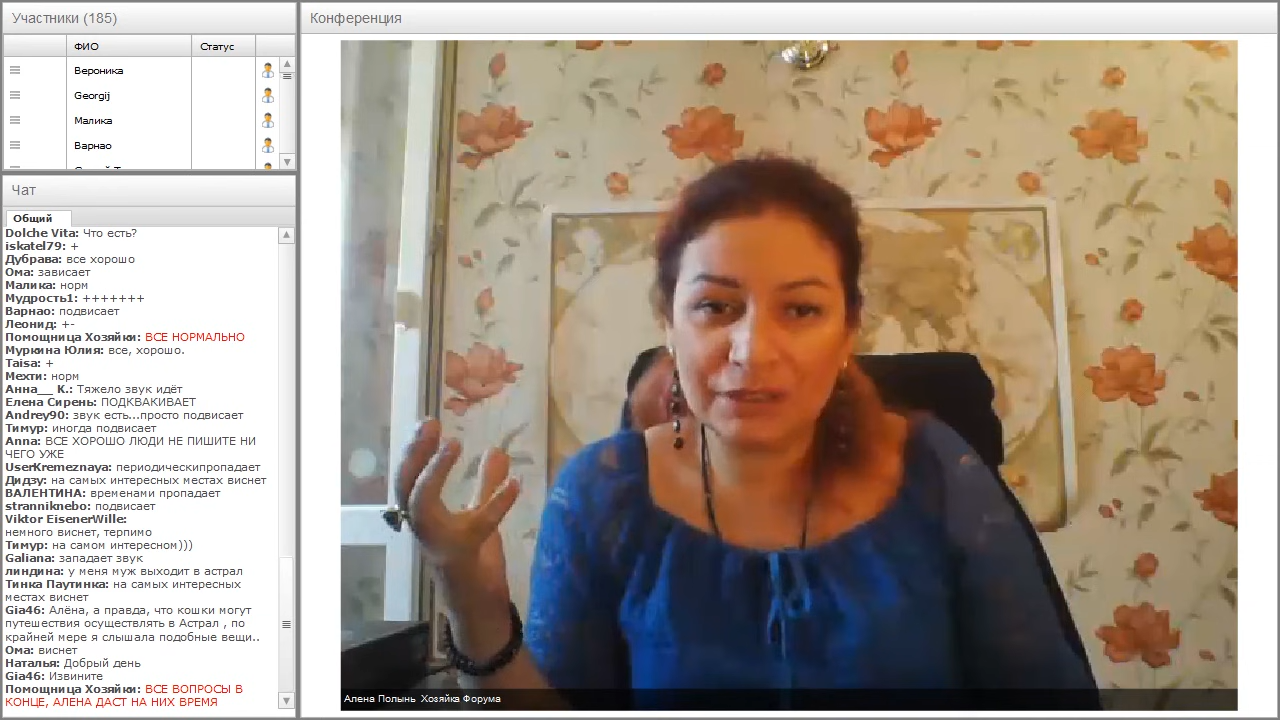 Участники (185)
ФИО
Статус
Вероника
Georgij
Малика
Варнао
Чат
Общий
Dolche Vita: Что есть?
iskatel79: +
Дубрава: все хорошо
Ома: зависает
Малика: норм
Мудрость1: +++++++
Варнао: подвисает
Леонид: +-
Помощница Хозяйки: ВСЕ НОРМАЛЬНО
Муркина Юлия: все, хорошо.
Taisa: +
Мехти: норм
Анна__ К.: Тяжело звук идёт
Елена Сирень: ПОДКВАКИВАЕТ
Andrey90: звук есть...просто подвисает
Тимур: иногда подвисает
Anna: ВСЕ ХОРОШО ЛЮДИ НЕ ПИШИТЕ НИ
ЧЕГО УЖЕ
UserKremeznaya: периодическипропадает
Дидзу: на самых интересных местах виснет
ВАЛЕНТИНА: временами пропадает
stranniknebo: подвисает
Viktor EisenerWille:
немного виснет, терпимо
Тимур: на самом интересном)))
Galiana: западает звук
линдина: у меня муж выходит в астрал
Тинка Паутинка: на самых интересных
местах виснет
Gia46: Алёна, а правда, что кошки могут
путешествия осуществлять в Астрал , по
крайней мере я слышала подобные вещи..
Ома: виснет
Наталья: Добрый день
Gia46: Извините
Помощница Хозяйки: ВСЕ ВОПРОСЫ В
КОНЦЕ, АЛЕНА ДАСТ НА НИХ ВРЕМЯ
Конференция
Алена Полынь Хозяйка Форума